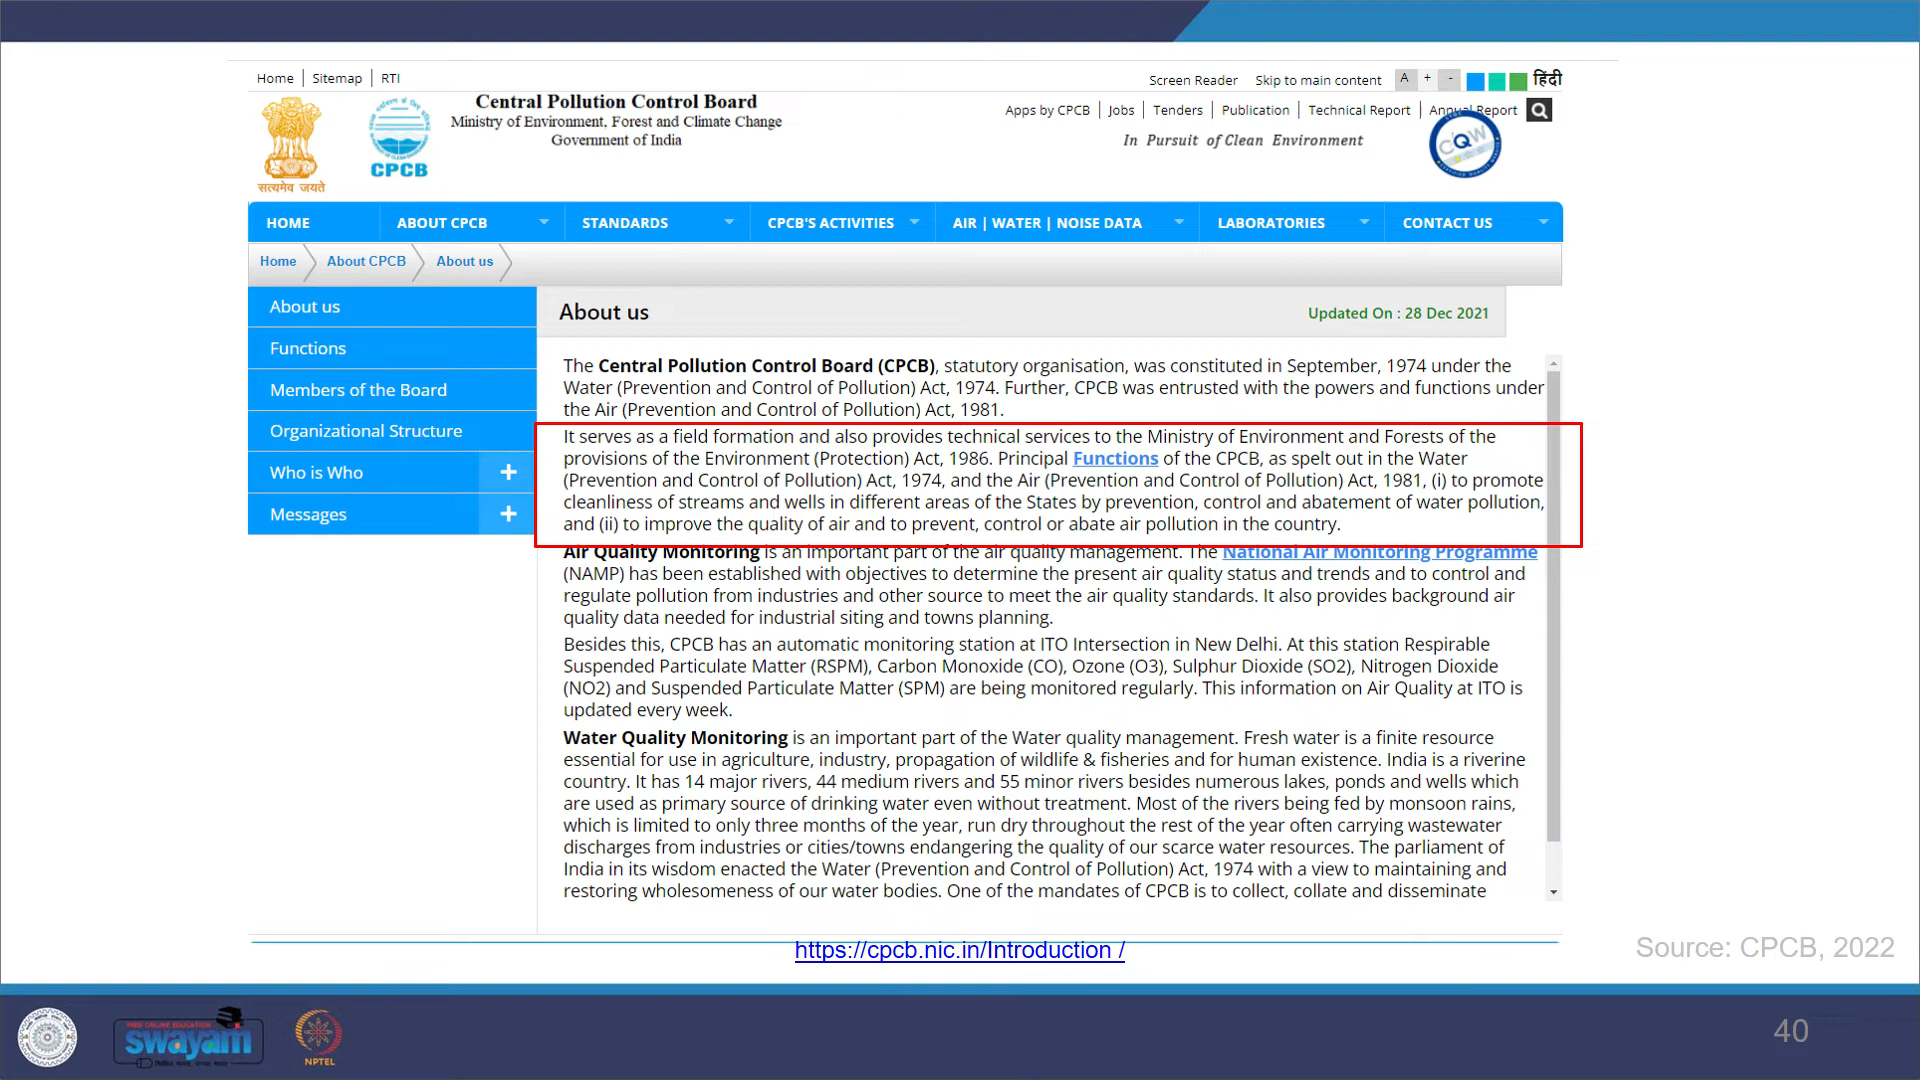 Home Sitemap RTI
Screen Reader Skip to main content A + - हिंदी
Central Pollution Control Board
Ministry of Environment, Forest and Climate Change
Government of India
Apps by CPCB Jobs Tenders Publication Technical Report Annual Report
In Pursuit of Clean Environment
CQW
सत्यमेव जयते
CPCB
HOME ABOUT CPCB STANDARDS CPCB'S ACTIVITIES AIR | WATER | NOISE DATA LABORATORIES CONTACT US
Home About CPCB About us
About us
Functions
Members of the Board
Organizational Structure
Who is Who +
Messages +
About us Updated On : 28 Dec 2021
The Central Pollution Control Board (CPCB), statutory organisation, was constituted in September, 1974 under the
Water (Prevention and Control of Pollution) Act, 1974. Further, CPCB was entrusted with the powers and functions under
the Air (Prevention and Control of Pollution) Act, 1981.
It serves as a field formation and also provides technical services to the Ministry of Environment and Forests of the
provisions of the Environment (Protection) Act, 1986. Principal Functions of the CPCB, as spelt out in the Water
(Prevention and Control of Pollution) Act, 1974, and the Air (Prevention and Control of Pollution) Act, 1981, (i) to promote
cleanliness of streams and wells in different areas of the States by prevention, control and abatement of water pollution,
and (ii) to improve the quality of air and to prevent, control or abate air pollution in the country.
Air Quality Monitoring is an important part of the air quality management. The National Air Monitoring Programme
(NAMP) has been established with objectives to determine the present air quality status and trends and to control and
regulate pollution from industries and other source to meet the air quality standards. It also provides background air
quality data needed for industrial siting and towns planning.
Besides this, CPCB has an automatic monitoring station at ITO Intersection in New Delhi. At this station Respirable
Suspended Particulate Matter (RSPM), Carbon Monoxide (CO), Ozone (O3), Sulphur Dioxide (SO2), Nitrogen Dioxide
(NO2) and Suspended Particulate Matter (SPM) are being monitored regularly. This information on Air Quality at ITO is
updated every week.
Water Quality Monitoring is an important part of the Water quality management. Fresh water is a finite resource
essential for use in agriculture, industry, propagation of wildlife & fisheries and for human existence. India is a riverine
country. It has 14 major rivers, 44 medium rivers and 55 minor rivers besides numerous lakes, ponds and wells which
are used as primary source of drinking water even without treatment. Most of the rivers being fed by monsoon rains,
which is limited to only three months of the year, run dry throughout the rest of the year often carrying wastewater
discharges from industries or cities/towns endangering the quality of our scarce water resources. The parliament of
India in its wisdom enacted the Water (Prevention and Control of Pollution) Act, 1974 with a view to maintaining and
restoring wholesomeness of our water bodies. One of the mandates of CPCB is to collect, collate and disseminate
https://cpcb.nic.in/Introduction /
Source: CPCB, 2022
FREE ONLINE EDUCATION
swayam
NPTEL
40